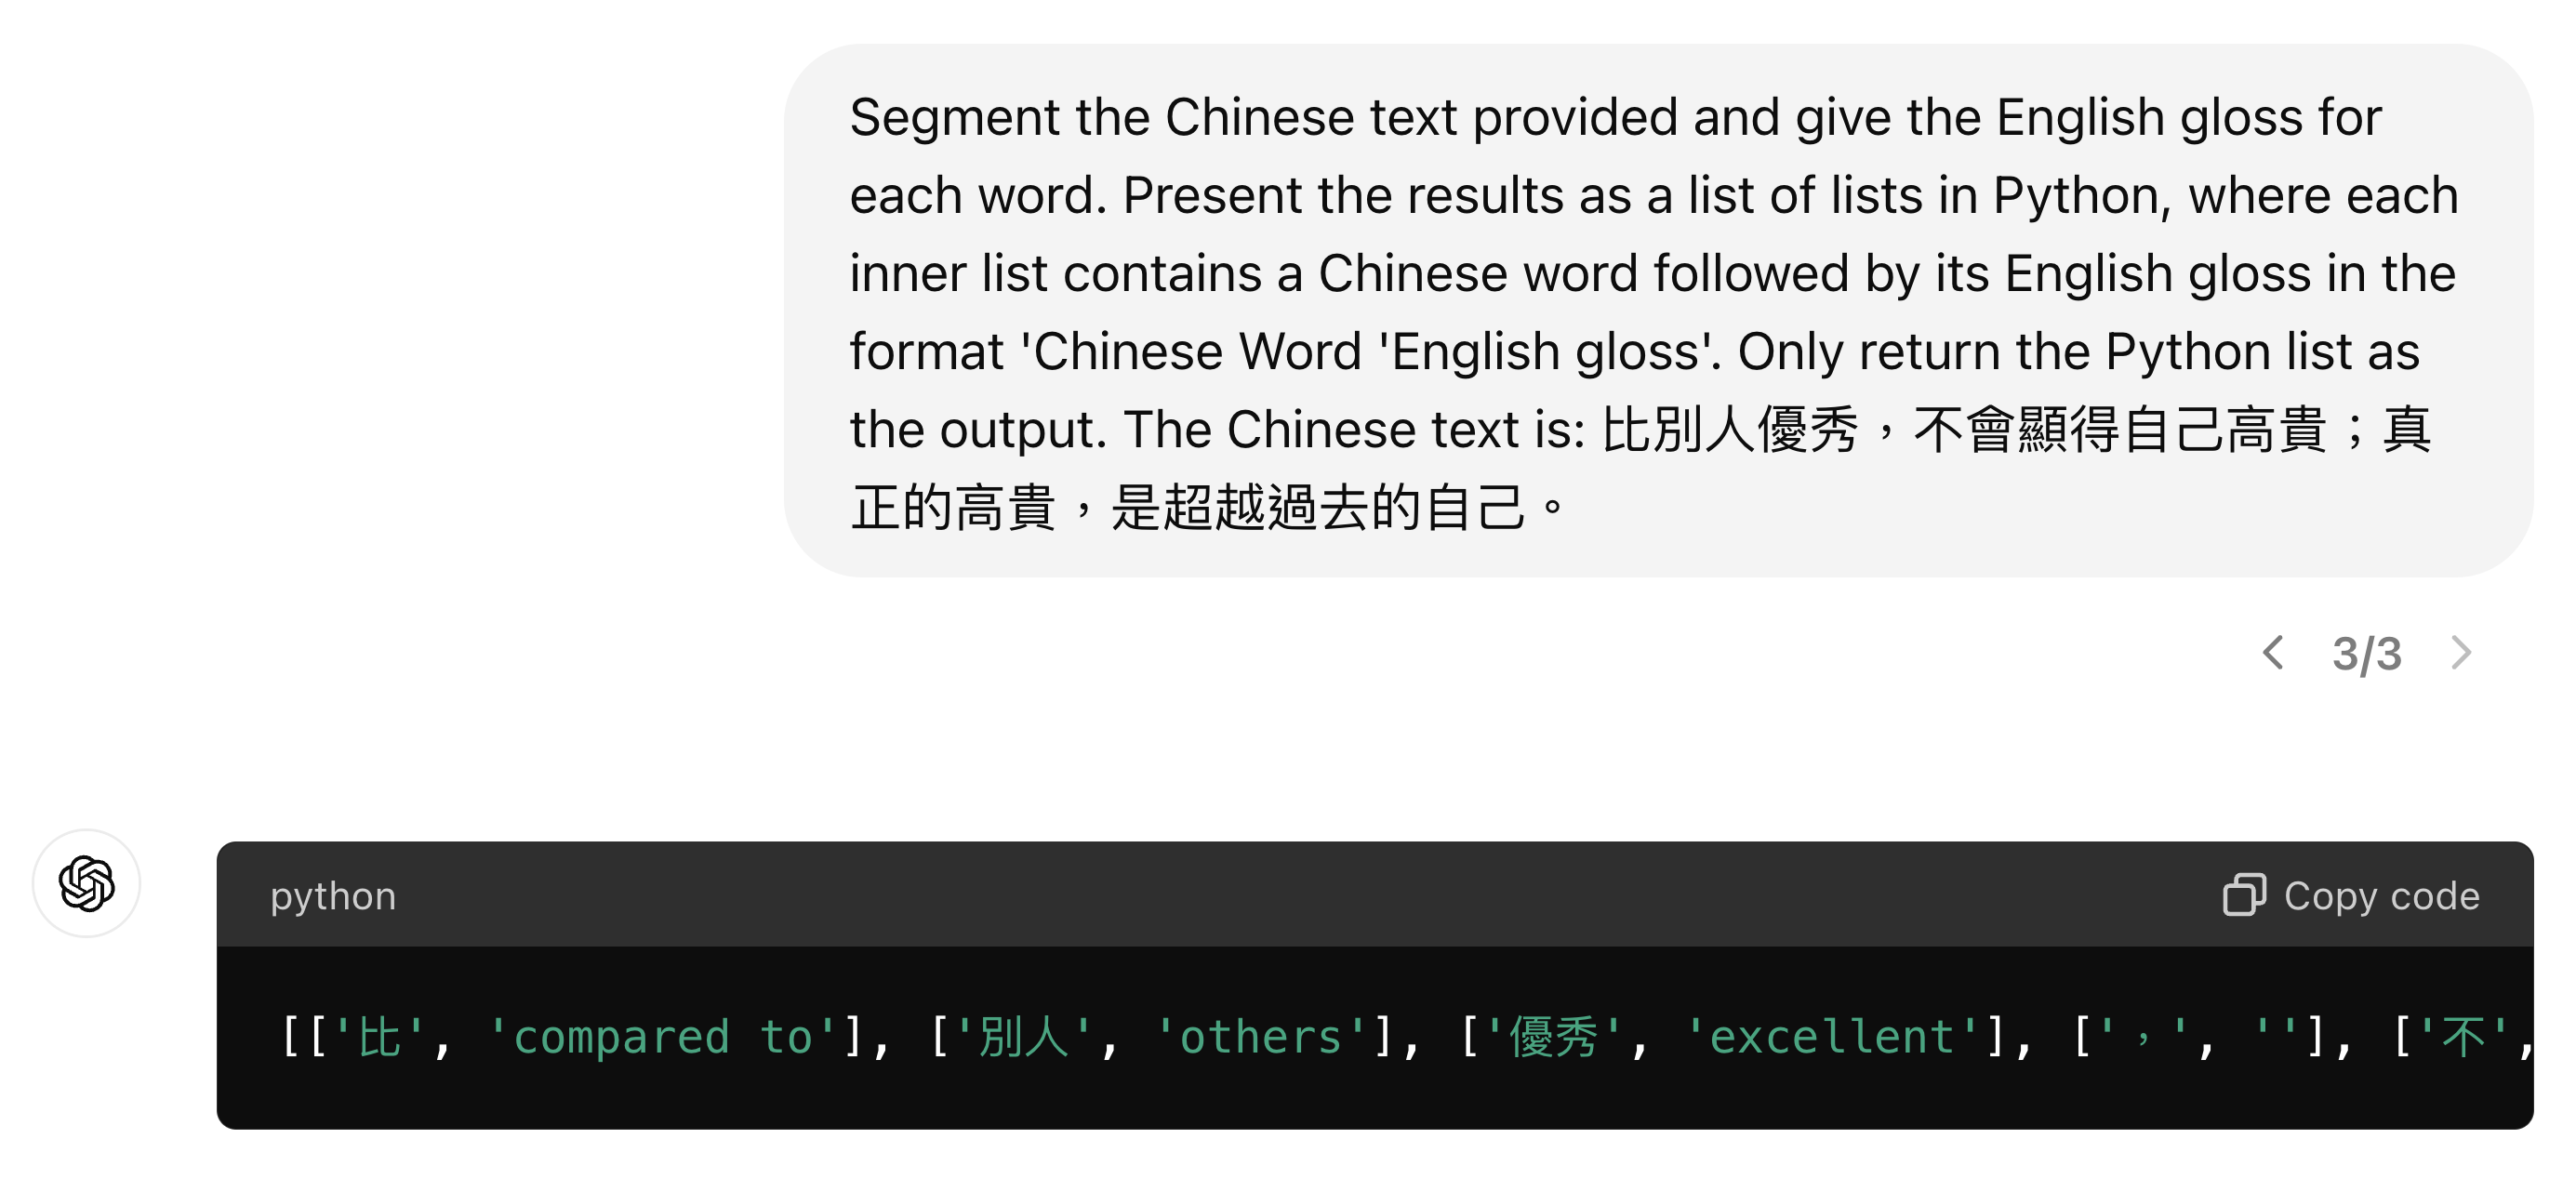 Segment the Chinese text provided and give the English gloss for
each word. Present the results as a list of lists in Python, where each
inner list contains a Chinese word followed by its English gloss in the
format 'Chinese Word 'English gloss'. Only return the Python list as
the output. The Chinese text is: 比別人優秀，不會顯得自己高貴；真
正的高貴，是超越過去的自己。
3/3
python
Copy code
[['比', 'compared to'], ['別人', 'others'], ['優秀', 'excellent'], ['，', ''], ['不',